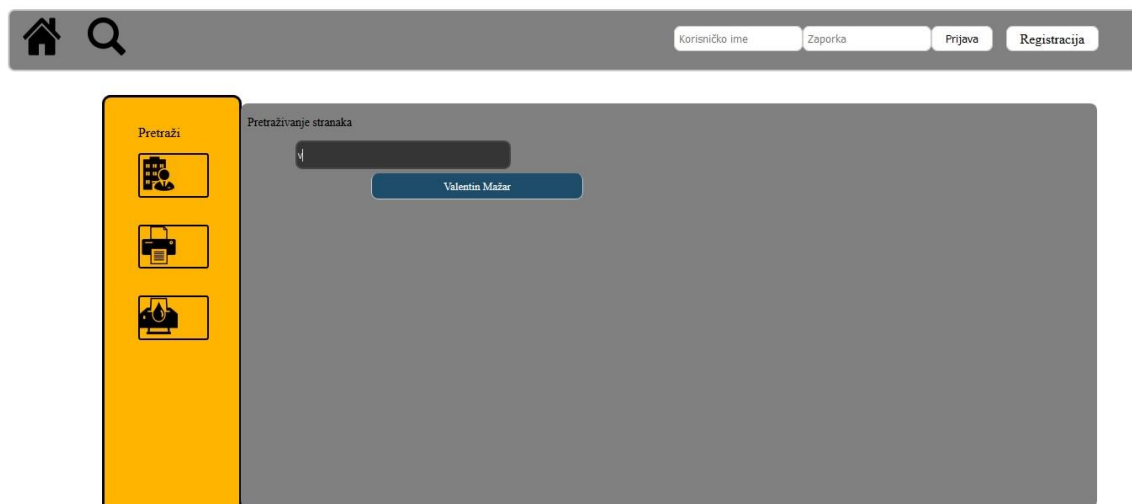 Korisničko ime
Zaporka
Prijava
Registracija
Pretraži
Pretraživanje stranaka
v
Valentin Mažar